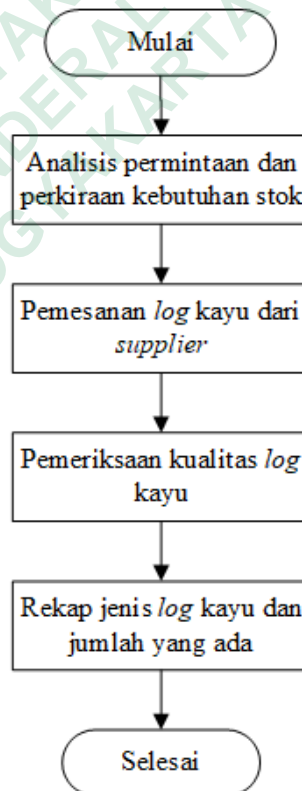 Mulai
Analisis permintaan dan
perkiraan kebutuhan stok
Pemesanan log kayu dari
supplier
Pemeriksaan kualitas log
kayu
Rekap jenis log kayu dan
jumlah yang ada
Selesai